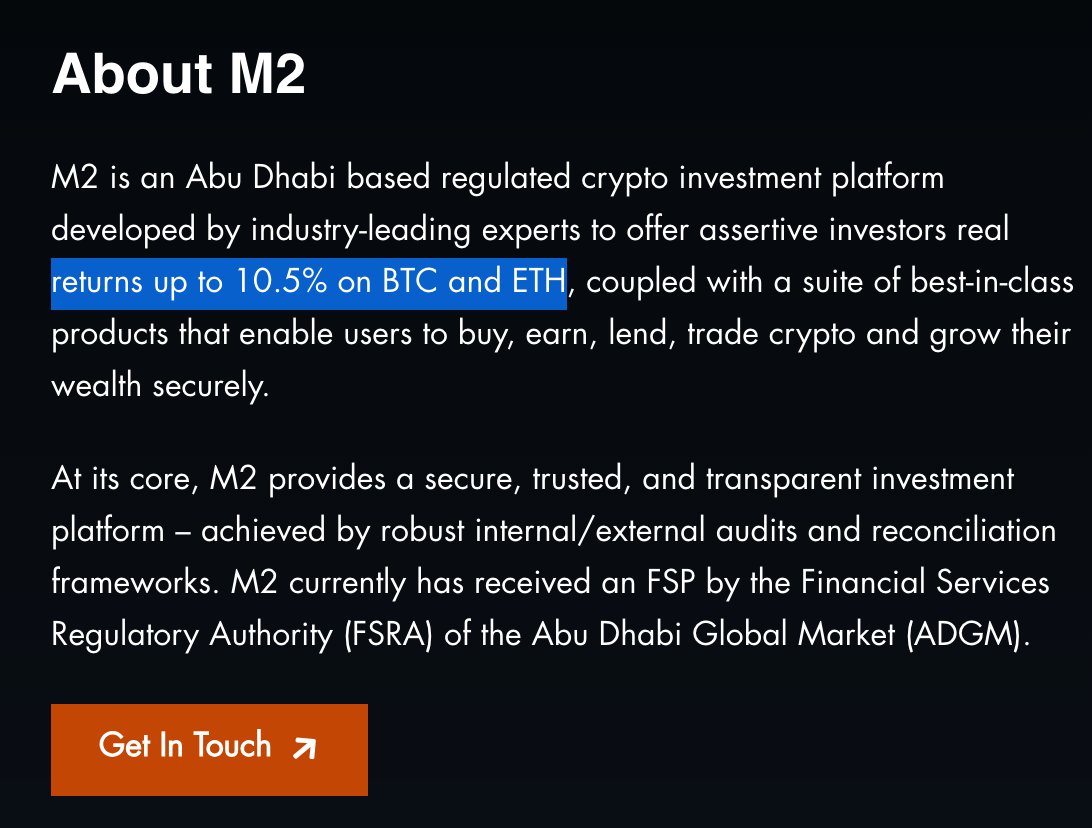 About M2
M2 is an Abu Dhabi based regulated crypto investment platform
developed by industry-leading experts to offer assertive investors real
returns up to 10.5% on BTC and ETH, coupled with a suite of best-in-class
products that enable users to buy, earn, lend, trade crypto and grow their
wealth securely.
At its core, M2 provides a secure, trusted, and transparent investment
platform – achieved by robust internal/external audits and reconciliation
frameworks. M2 currently has received an FSP by the Financial Services
Regulatory Authority (FSRA) of the Abu Dhabi Global Market (ADGM).
Get In Touch